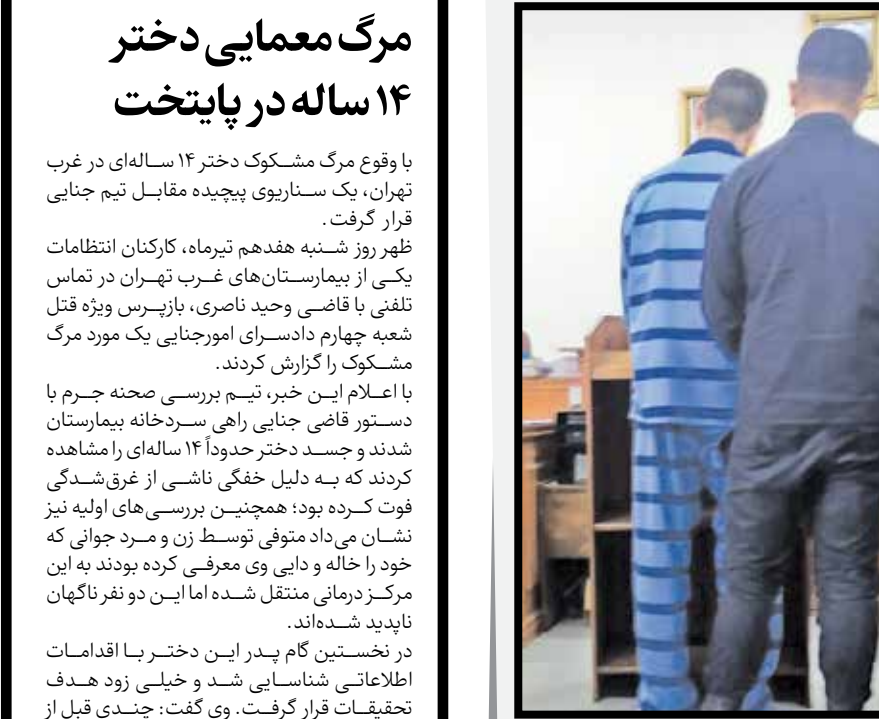 مرگ معمایی دختر
۱۴ ساله در پایتخت
با وقوع مرگ مشکوک دختر ۱۴ ساله‌ای در غرب
تهران، یک سناریوی پیچیده مقابل تیم جنایی
قرار گرفت.
ظهر روز شنبه هفدهم تیرماه، کارکنان انتظامات
یکی از بیمارستان‌های غرب تهران در تماس
تلفنی با قاضی وحید ناصری، بازپرس ویژه قتل
شعبه چهارم دادسرای امورجنایی یک مورد مرگ
مشکوک را گزارش کردند.
با اعلام این خبر، تیم بررسی صحنه جرم با
دستور قاضی جنایی راهی سردخانه بیمارستان
شدند و جسد دختر حدوداً ۱۴ ساله‌ای را مشاهده
کردند که به دلیل خفگی ناشی از غرق‌شدگی
فوت کرده بود؛ همچنین بررسی‌های اولیه نیز
نشان می‌داد متوفی توسط زن و مرد جوانی که
خود را خاله و دایی وی معرفی کرده بودند به این
مرکز درمانی منتقل شده اما این دو نفر ناگهان
ناپدید شده‌اند.
در نخستین گام پدر این دختر با اقدامات
اطلاعاتی شناسایی شد و خیلی زود هدف
تحقیقات قرار گرفت. وی گفت: چندی قبل از